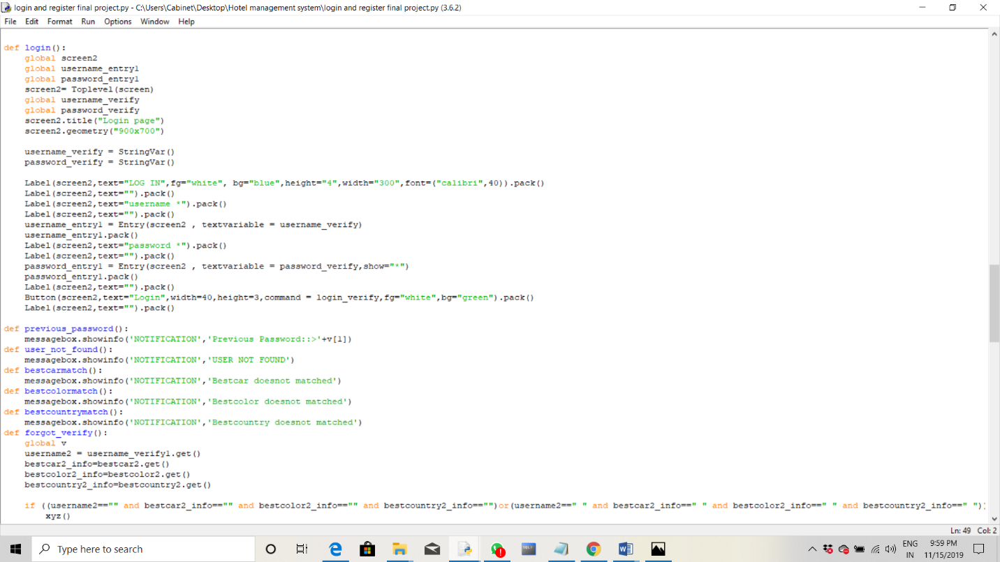 login and register final project.py - C:\Users\Cabinet\Desktop\Hotel management system\login and register final project.py (3.6.2)
File Edit Format Run Options Window Help
def login():
    global screen2
    global username_entry1
    global password_entry1
    screen2= Toplevel(screen)
    global username_verify
    global password_verify
    screen2.title("Login page")
    screen2.geometry("900x700")

    username_verify = StringVar()
    password_verify = StringVar()

    Label(screen2,text="LOG IN",fg="white", bg="blue",height="4",width="300",font=("calibri",40)).pack()
    Label(screen2,text="").pack()
    Label(screen2,text="username *").pack()
    Label(screen2,text="").pack()
    username_entry1 = Entry(screen2 , textvariable = username_verify)
    username_entry1.pack()
    Label(screen2,text="password *").pack()
    Label(screen2,text="").pack()
    password_entry1 = Entry(screen2 , textvariable = password_verify,show="*")
    password_entry1.pack()
    Label(screen2,text="").pack()
    Button(screen2,text="Login",width=40,height=3,command = login_verify,fg="white",bg="green").pack()
    Label(screen2,text="").pack()

def previous_password():
    messagebox.showinfo('NOTIFICATION','Previous Password::>'+v[1])
def user_not_found():
    messagebox.showinfo('NOTIFICATION','USER NOT FOUND')
def bestcarmatch():
    messagebox.showinfo('NOTIFICATION','Bestcar doesnot matched')
def bestcolormatch():
    messagebox.showinfo('NOTIFICATION','Bestcolor doesnot matched')
def bestcountrymatch():
    messagebox.showinfo('NOTIFICATION','Bestcountry doesnot matched')
def forgot_verify():
    global v
    username2 = username_verify1.get()
    bestcar2_info=bestcar2.get()
    bestcolor2_info=bestcolor2.get()
    bestcountry2_info=bestcountry2.get()

    if ((username2=="" and bestcar2_info=="" and bestcolor2_info=="" and bestcountry2_info=="")or(username2==" " and bestcar2_info==" " and bestcolor2_info==" " and bestcountry2_info==" ")
        xyz()
Ln: 49 Col: 2
Type here to search
ENG 9:59 PM
IN 11/15/2019